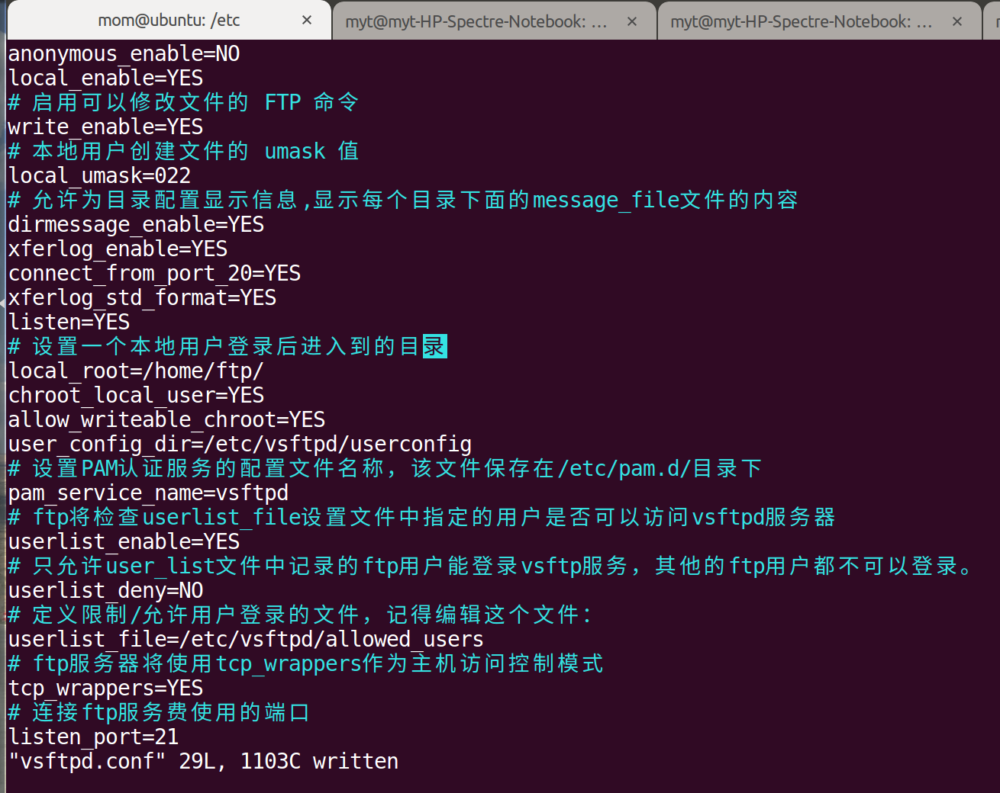 mom@ubuntu: /etc
myt@myt-HP-Spectre-Notebook: ...
myt@myt-HP-Spectre-Notebook: ...
anonymous_enable=NO
local_enable=YES
# 启用可以修改文件的 FTP 命令
write_enable=YES
# 本地用户创建文件的 umask 值
local_umask=022
# 允许为目录配置显示信息,显示每个目录下面的message_file文件的内容
dirmessage_enable=YES
xferlog_enable=YES
connect_from_port_20=YES
xferlog_std_format=YES
listen=YES
# 设置一个本地用户登录后进入到的目录
local_root=/home/ftp/
chroot_local_user=YES
allow_writeable_chroot=YES
user_config_dir=/etc/vsftpd/userconfig
# 设置PAM认证服务的配置文件名称，该文件保存在/etc/pam.d/目录下
pam_service_name=vsftpd
# ftp将检查userlist_file设置文件中指定的用户是否可以访问vsftpd服务器
userlist_enable=YES
# 只允许user_list文件中记录的ftp用户能登录vsftp服务，其他的ftp用户都不可以登录。
userlist_deny=NO
# 定义限制/允许用户登录的文件，记得编辑这个文件：
userlist_file=/etc/vsftpd/allowed_users
# ftp服务器将使用tcp_wrappers作为主机访问控制模式
tcp_wrappers=YES
# 连接ftp服务费使用的端口
listen_port=21
"vsftpd.conf" 29L, 1103C written